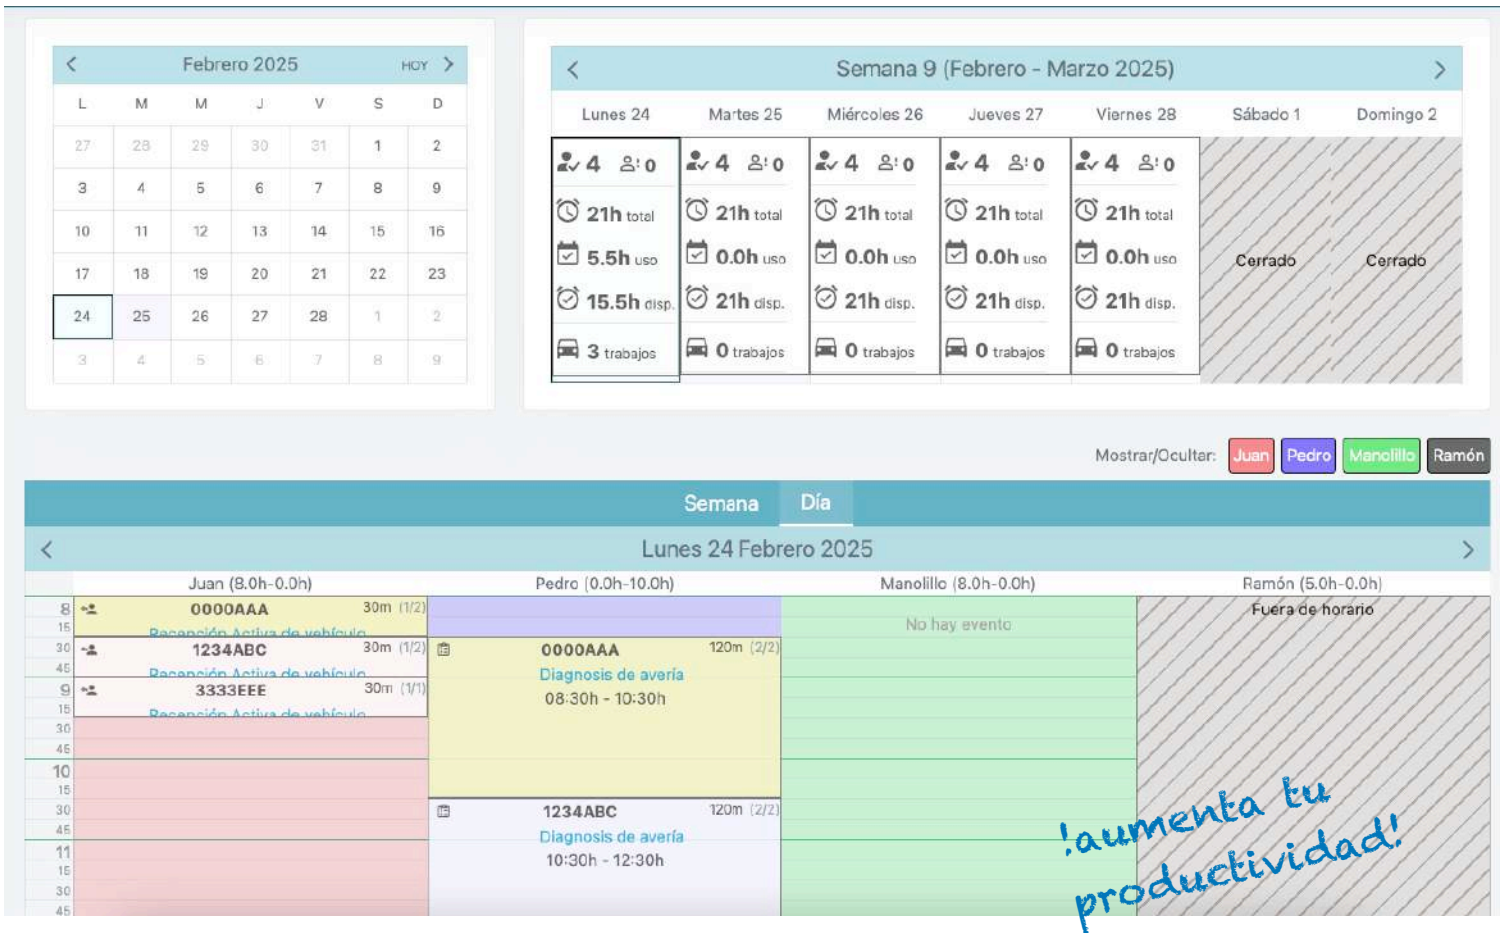 Febrero 2025 HOY
L M M J V S D
27 28 29 30 31 1 2
3 4 5 6 7 8 9
10 11 12 13 14 15 16
17 18 19 20 21 22 23
24 25 26 27 28 1 2
3 4 5 6 7 8 9
Semana 9 (Febrero - Marzo 2025)
Lunes 24 Martes 25 Miércoles 26 Jueves 27 Viernes 28 Sábado 1 Domingo 2
4 0 4 0 4 0 4 0 4 0
21h total 21h total 21h total 21h total 21h total
5.5h uso 0.0h uso 0.0h uso 0.0h uso 0.0h uso Cerrado Cerrado
15.5h disp. 21h disp. 21h disp. 21h disp. 21h disp.
3 trabajos 0 trabajos 0 trabajos 0 trabajos 0 trabajos
Mostrar/Ocultar: Juan Pedro Manolillo Ramón
Semana Día
Lunes 24 Febrero 2025
Juan (8.0h-0.0h) Pedro (0.0h-10.0h) Manolillo (8.0h-0.0h) Ramón (5.0h-0.0h)
8 0000AAA 30m (1/2) Fuera de horario
15 Recepción Activa de vehículo No hay evento
30 1234ABC 30m (1/2) 0000AAA 120m (2/2)
45 Recepción Activa de vehículo Diagnosis de avería
9 3333EEE 30m (1/1) 08:30h - 10:30h
15 Recepción Activa de vehículo
30
45
10
15
30 1234ABC 120m (2/2)
45 Diagnosis de avería
11 10:30h - 12:30h
15
30
45
!aumenta tu
productividad!